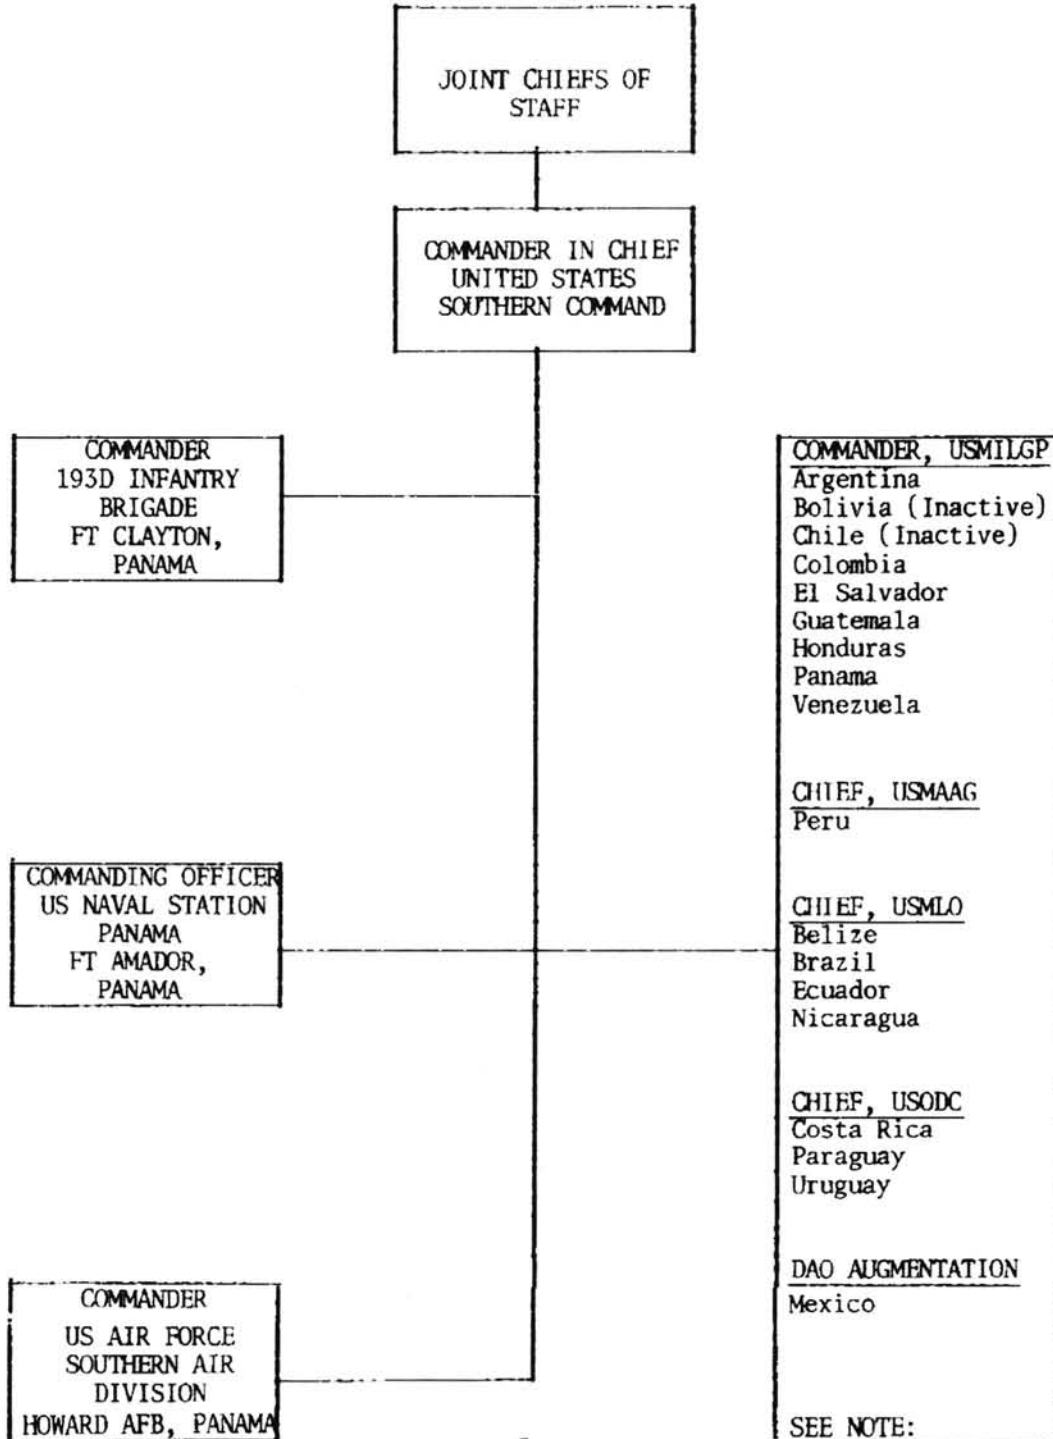 JOINT CHIEFS OF
STAFF
COMMANDER IN CHIEF
UNITED STATES
SOUTHERN COMMAND
COMMANDER
193D INFANTRY
BRIGADE
FT CLAYTON,
PANAMA
COMMANDING OFFICER
US NAVAL STATION
PANAMA
FT AMADOR,
PANAMA
COMMANDER
US AIR FORCE
SOUTHERN AIR
DIVISION
HOWARD AFB, PANAMA
COMMANDER, USMILGP
Argentina
Bolivia (Inactive)
Chile (Inactive)
Colombia
El Salvador
Guatemala
Honduras
Panama
Venezuela
CHIEF, USMAAG
Peru
CHIEF, USMLO
Belize
Brazil
Ecuador
Nicaragua
CHIEF, USODC
Costa Rica
Paraguay
Uruguay
DAO AUGMENTATION
Mexico
SEE NOTE: